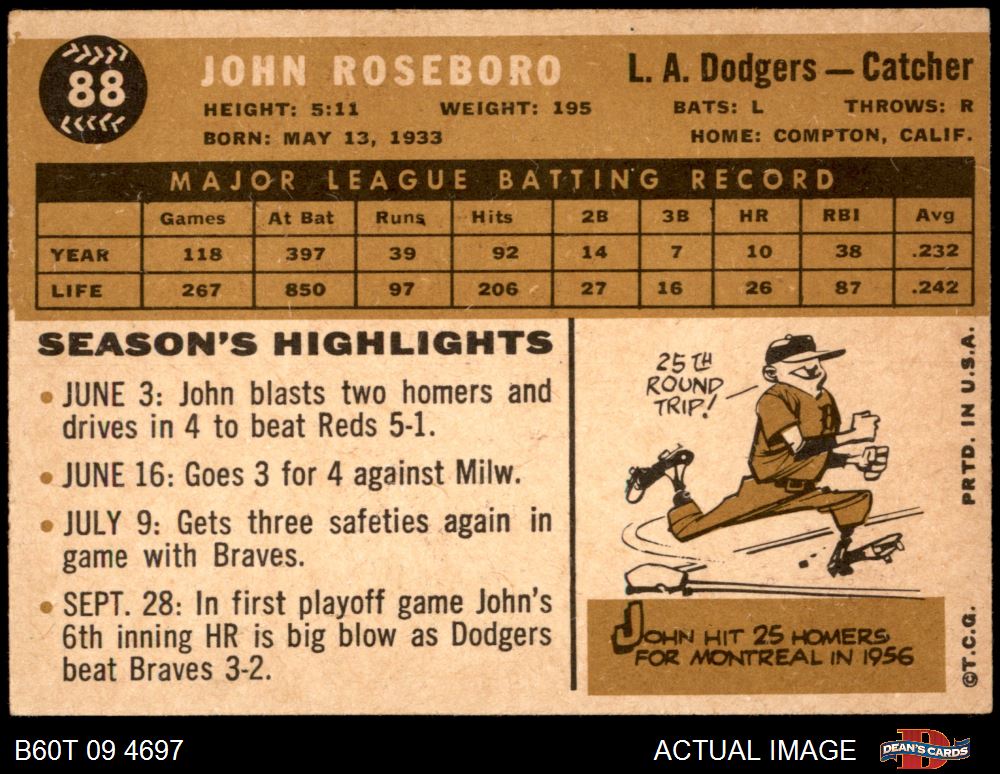 88
JOHN ROSEBORO
L. A. Dodgers — Catcher
HEIGHT: 5:11 WEIGHT: 195 BATS: L THROWS: R
BORN: MAY 13, 1933 HOME: COMPTON, CALIF.
MAJOR LEAGUE BATTING RECORD
Games At Bat Runs Hits 2B 3B HR RBI Avg
YEAR 118 397 39 92 14 7 10 38 .232
LIFE 267 850 97 206 27 16 26 87 .242
SEASON'S HIGHLIGHTS
• JUNE 3: John blasts two homers and
drives in 4 to beat Reds 5-1.
• JUNE 16: Goes 3 for 4 against Milw.
• JULY 9: Gets three safeties again in
game with Braves.
• SEPT. 28: In first playoff game John's
6th inning HR is big blow as Dodgers
beat Braves 3-2.
25TH
ROUND
TRIP!
B
JOHN HIT 25 HOMERS
FOR MONTREAL IN 1956
©T.C.G. PRTD. IN U.S.A.
B60T 09 4697
ACTUAL IMAGE
DEAN'S CARDS